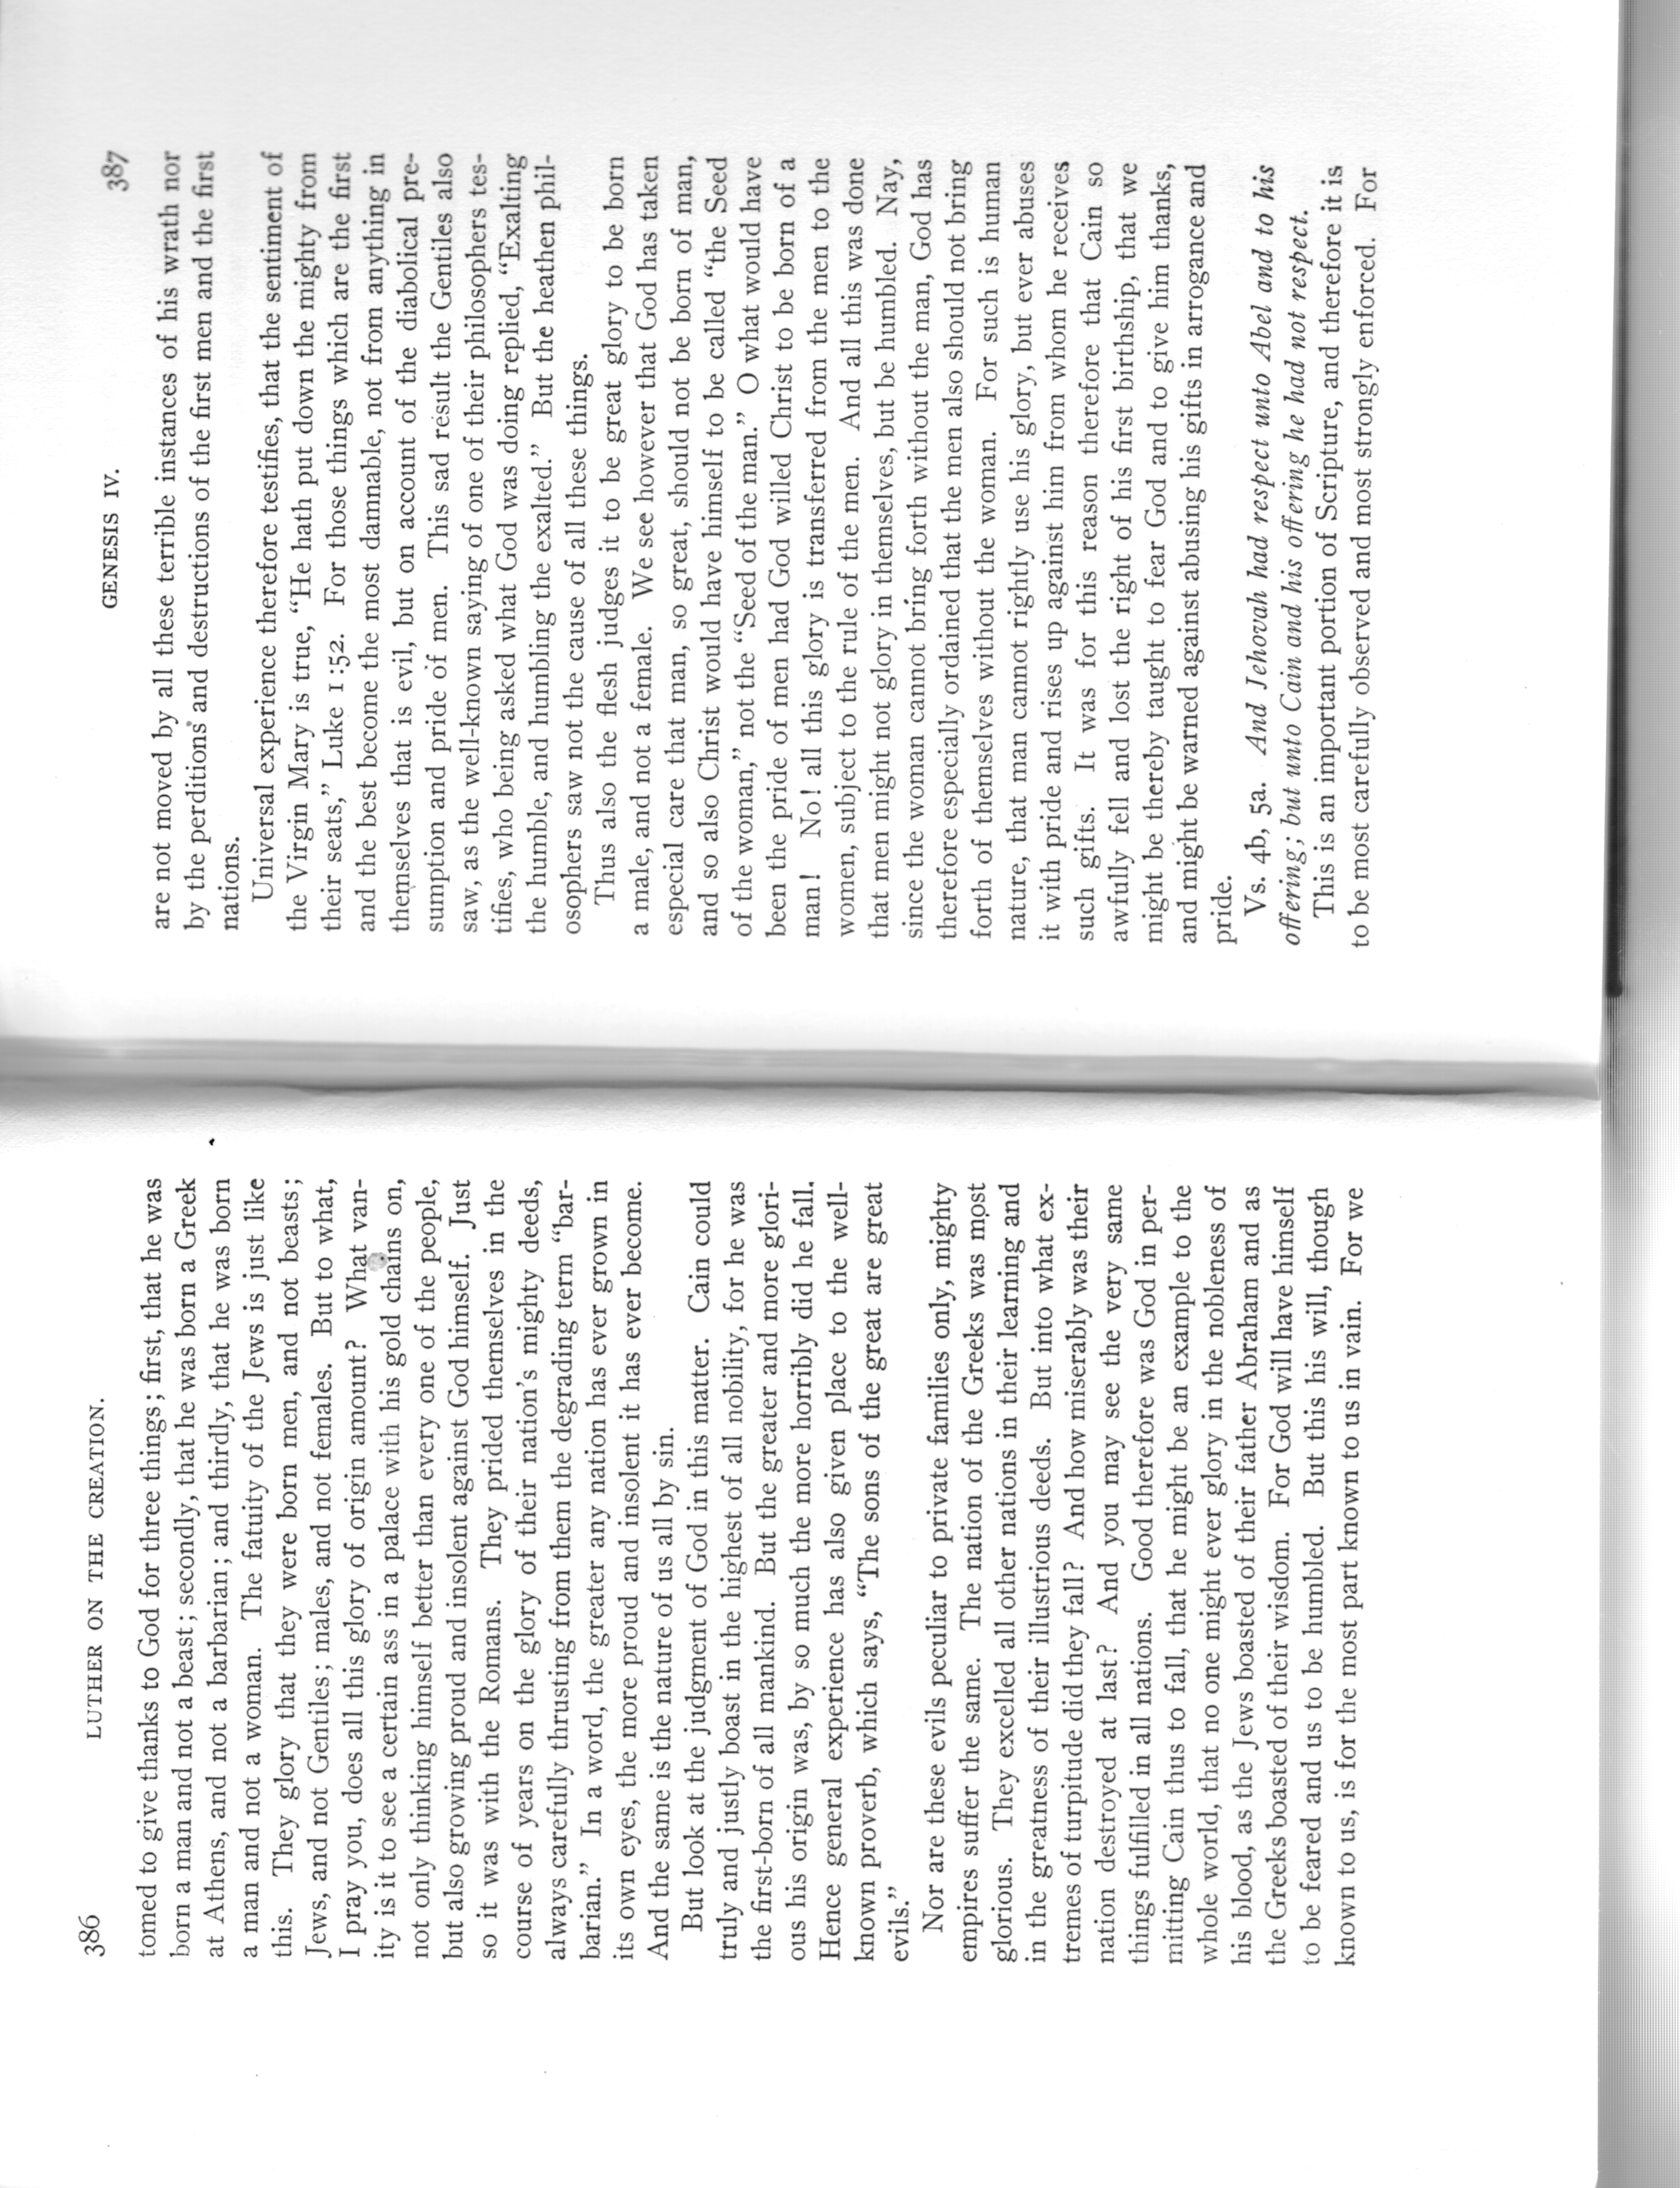 386
LUTHER ON THE CREATION.
tomed to give thanks to God for three things; first, that he was
born a man and not a beast; secondly, that he was born a Greek
at Athens, and not a barbarian; and thirdly, that he was born
a man and not a woman. The fatuity of the Jews is just like
this. They glory that they were born men, and not beasts;
Jews, and not Gentiles; males, and not females. But to what,
I pray you, does all this glory of origin amount? What van-
ity is it to see a certain ass in a palace with his gold chains on,
not only thinking himself better than every one of the people,
but also growing proud and insolent against God himself. Just
so it was with the Romans. They prided themselves in the
course of years on the glory of their nation's mighty deeds,
always carefully thrusting from them the degrading term “bar-
barian.” In a word, the greater any nation has ever grown in
its own eyes, the more proud and insolent it has ever become.
And the same is the nature of us all by sin.
But look at the judgment of God in this matter. Cain could
truly and justly boast in the highest of all nobility, for he was
the first-born of all mankind. But the greater and more glori-
ous his origin was, by so much the more horribly did he fall.
Hence general experience has also given place to the well-
known proverb, which says, “The sons of the great are great
evils.”
Nor are these evils peculiar to private families only, mighty
empires suffer the same. The nation of the Greeks was most
glorious. They excelled all other nations in their learning and
in the greatness of their illustrious deeds. But into what ex-
tremes of turpitude did they fall? And how miserably was their
nation destroyed at last? And you may see the very same
things fulfilled in all nations. Good therefore was God in per-
mitting Cain thus to fall, that he might be an example to the
whole world, that no one might ever glory in the nobleness of
his blood, as the Jews boasted of their father Abraham and as
the Greeks boasted of their wisdom. For God will have himself
to be feared and us to be humbled. But this his will, though
known to us, is for the most part known to us in vain. For we
GENESIS IV.
387
are not moved by all these terrible instances of his wrath nor
by the perditions and destructions of the first men and the first
nations.
Universal experience therefore testifies, that the sentiment of
the Virgin Mary is true, “He hath put down the mighty from
their seats,” Luke 1:52. For those things which are the first
and the best become the most damnable, not from anything in
themselves that is evil, but on account of the diabolical pre-
sumption and pride of men. This sad result the Gentiles also
saw, as the well-known saying of one of their philosophers tes-
tifies, who being asked what God was doing replied, “Exalting
the humble, and humbling the exalted.” But the heathen phil-
osophers saw not the cause of all these things.
Thus also the flesh judges it to be great glory to be born
a male, and not a female. We see however that God has taken
especial care that man, so great, should not be born of man,
and so also Christ would have himself to be called “the Seed
of the woman,” not the “Seed of the man.” O what would have
been the pride of men had God willed Christ to be born of a
man! No! all this glory is transferred from the men to the
women, subject to the rule of the men. And all this was done
that men might not glory in themselves, but be humbled. Nay,
since the woman cannot bring forth without the man, God has
therefore especially ordained that the men also should not bring
forth of themselves without the woman. For such is human
nature, that man cannot rightly use his glory, but ever abuses
it with pride and rises up against him from whom he receives
such gifts. It was for this reason therefore that Cain so
awfully fell and lost the right of his first birthship, that we
might be thereby taught to fear God and to give him thanks,
and might be warned against abusing his gifts in arrogance and
pride.
Vs. 4b, 5a. And Jehovah had respect unto Abel and to his
offering; but unto Cain and his offering he had not respect.
This is an important portion of Scripture, and therefore it is
to be most carefully observed and most strongly enforced. For